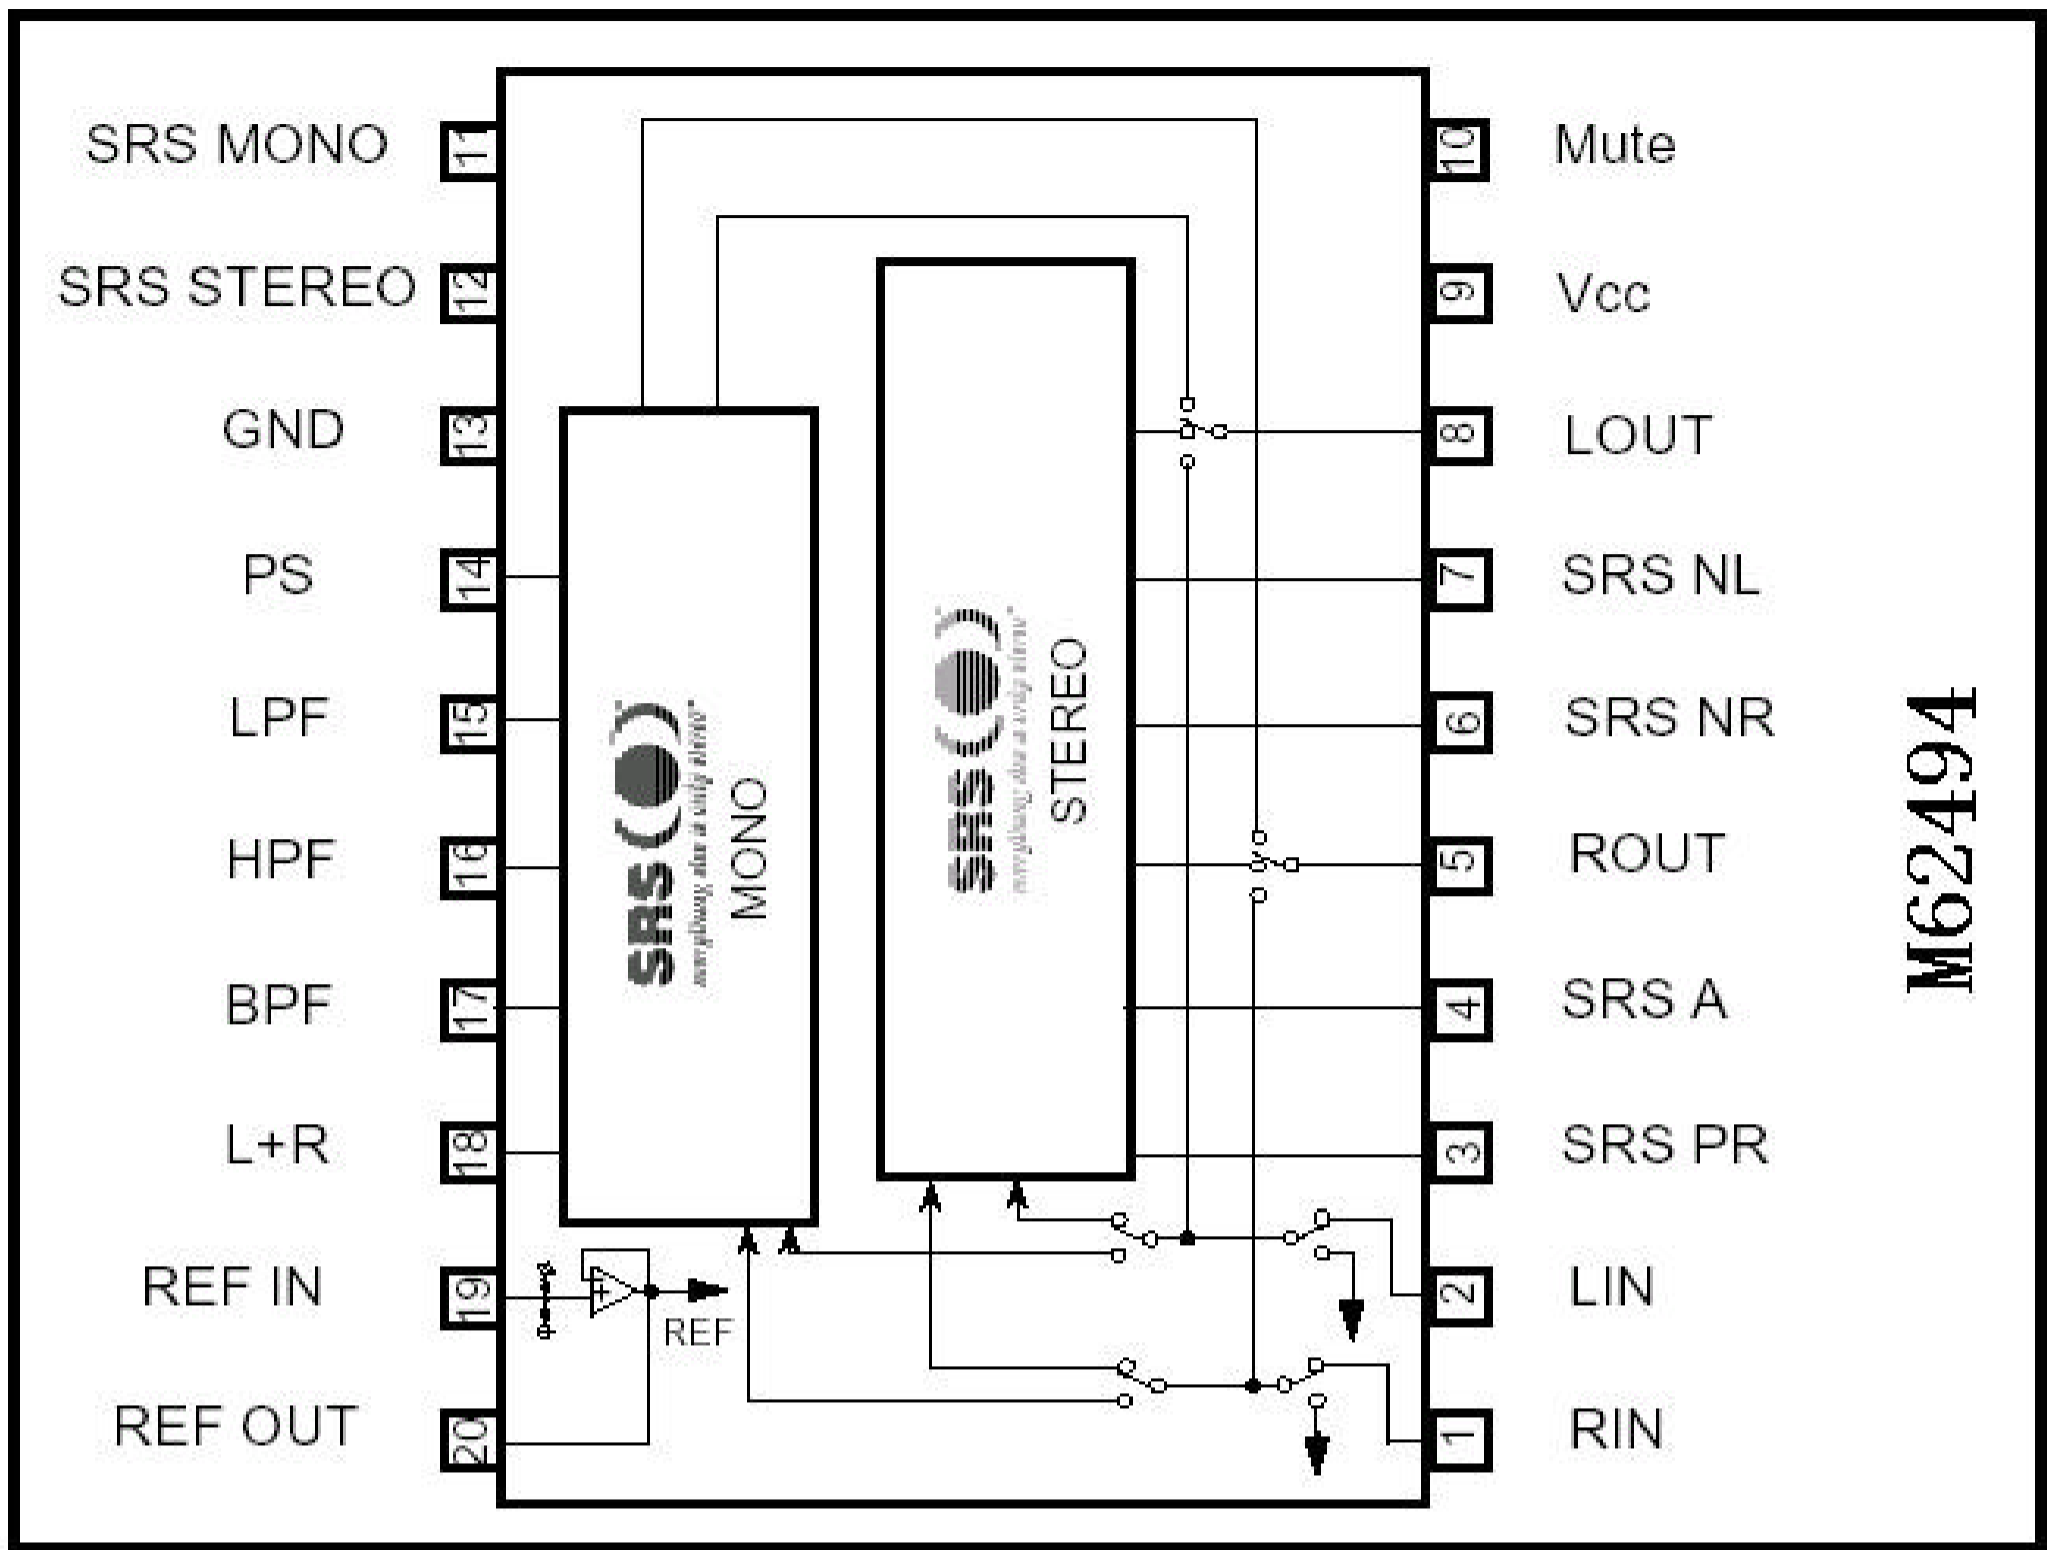 SRS MONO 11
10 Mute
SRS STEREO 12
9 Vcc
GND 13
8 LOUT
PS 14
7 SRS NL
LPF 15
6 SRS NR
HPF 16
5 ROUT
BPF 17
4 SRS A
L+R 18
3 SRS PR
REF IN 19
2 LIN
REF OUT 20
1 RIN
SRS
MONO
SRS
STEREO
+
REF
M62494